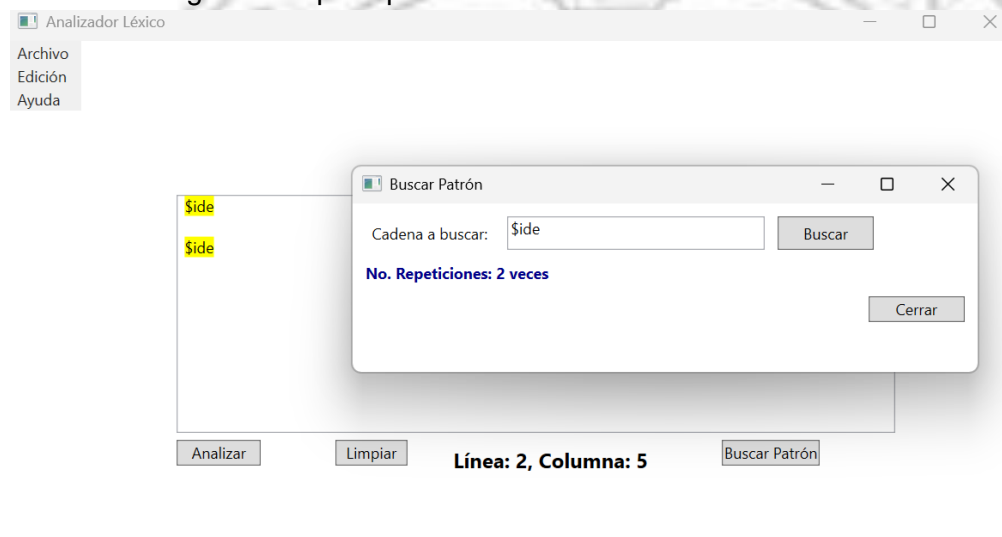 Analizador Léxico
Archivo
Edición
Ayuda
Buscar Patrón
$ide
Cadena a buscar: $ide Buscar
$ide
No. Repeticiones: 2 veces
Cerrar
Analizar Limpiar Línea: 2, Columna: 5 Buscar Patrón